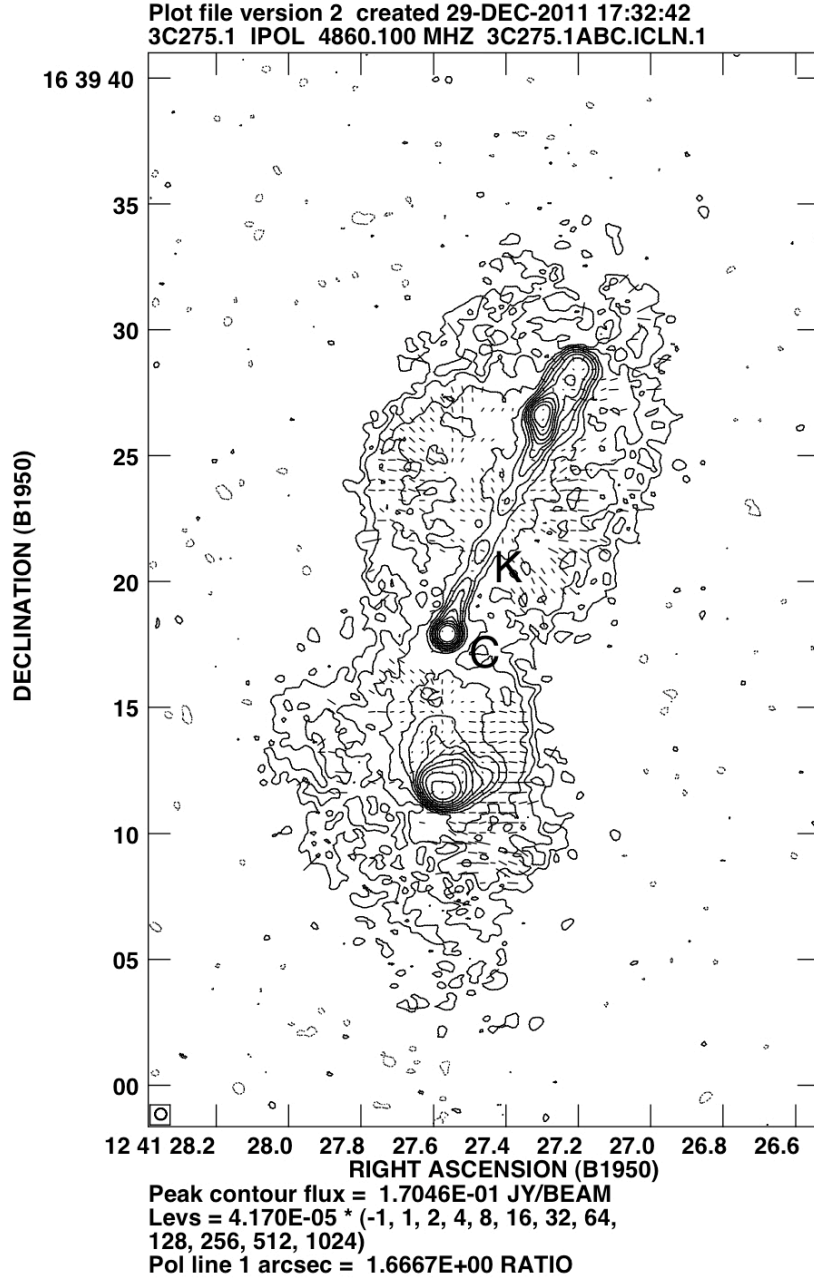 Plot file version 2 created 29-DEC-2011 17:32:42
3C275.1 IPOL 4860.100 MHZ 3C275.1ABC.ICLN.1
16 39 40
35
30
25
20
15
10
05
00
DECLINATION (B1950)
K
C
12 41 28.2 28.0 27.8 27.6 27.4 27.2 27.0 26.8 26.6
RIGHT ASCENSION (B1950)
Peak contour flux = 1.7046E-01 JY/BEAM
Levs = 4.170E-05 * (-1, 1, 2, 4, 8, 16, 32, 64,
128, 256, 512, 1024)
Pol line 1 arcsec = 1.6667E+00 RATIO